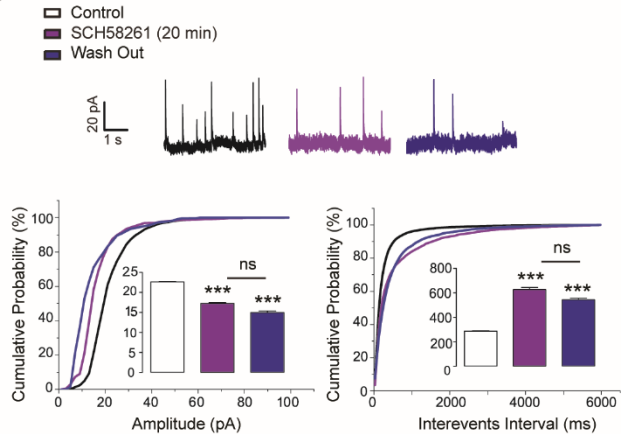 Control
SCH58261 (20 min)
Wash Out
20 pA
1 s
Cumulative Probability (%)
100
80
60
40
20
0
0 20 40 60 80 100
Amplitude (pA)
25
20
15
10
5
0
***
ns
***
Cumulative Probability (%)
100
80
60
40
20
0
0 2000 4000 6000
Interevents Interval (ms)
800
600
400
200
0
***
ns
***